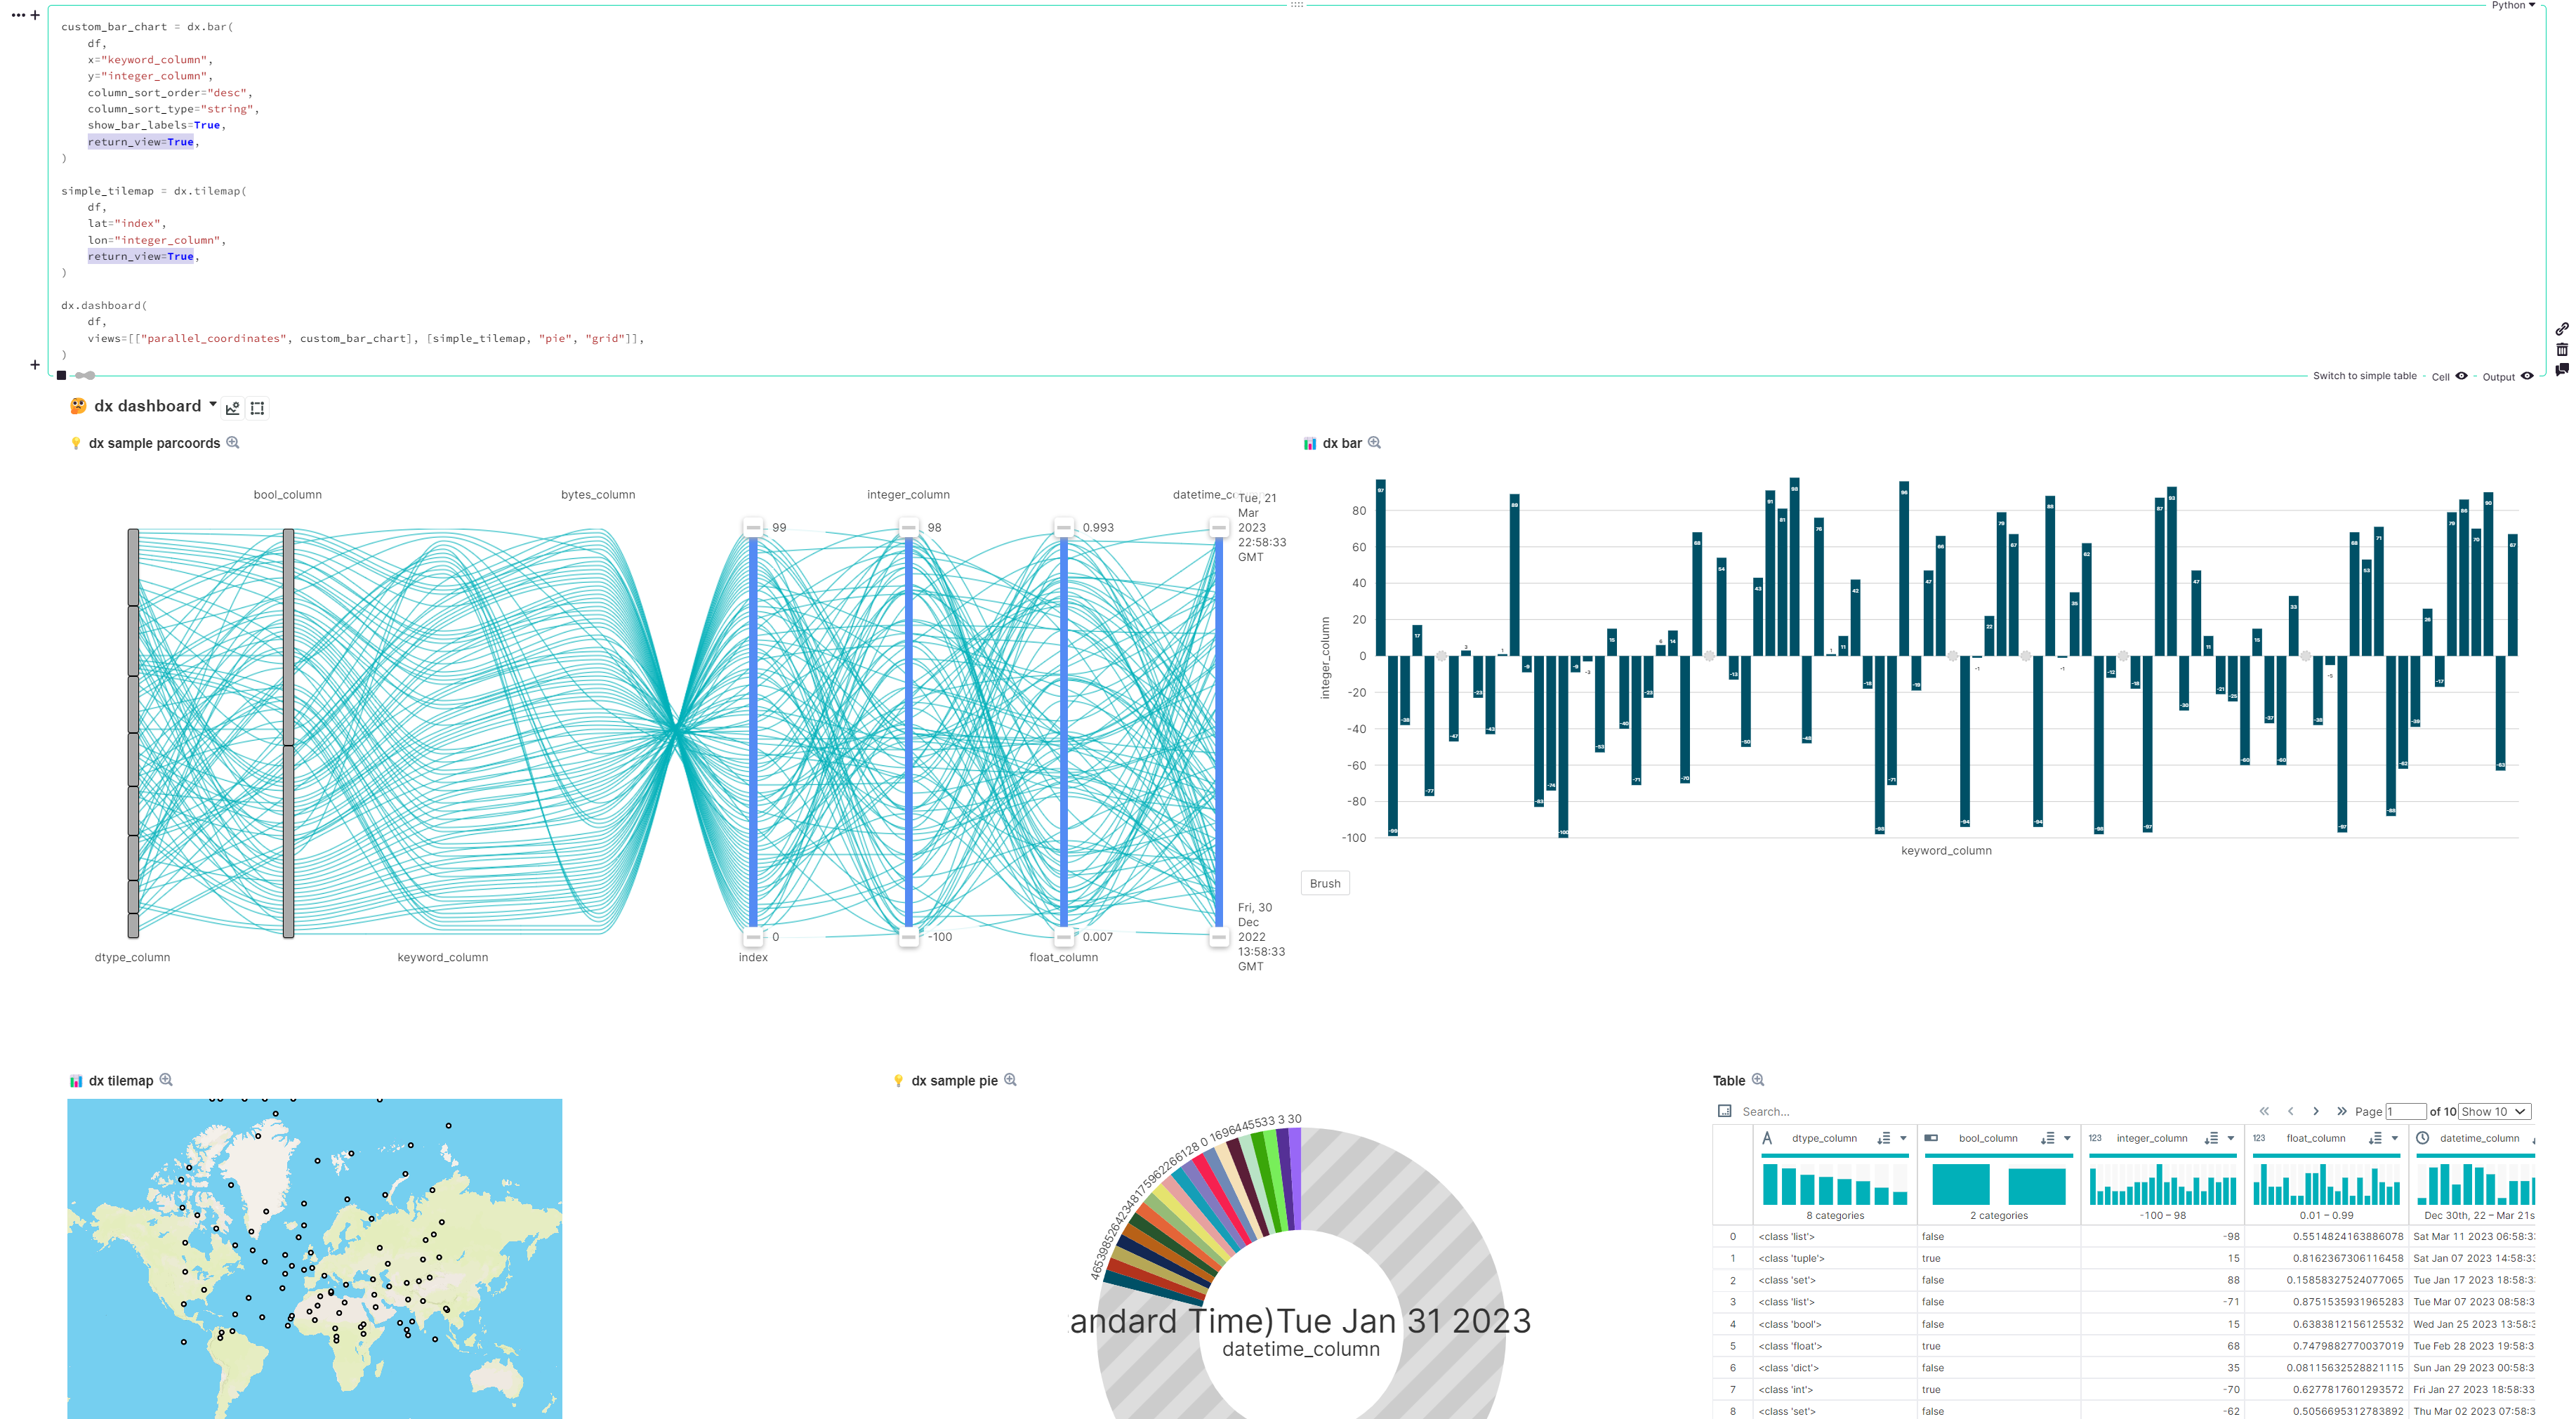 Python
custom_bar_chart = dx.bar(
df,
x="keyword_column",
y="integer_column",
column_sort_order="desc",
column_sort_type="string",
show_bar_labels=True,
return_view=True,
)
simple_tilemap = dx.tilemap(
df,
lat="index",
lon="integer_column",
return_view=True,
)
dx.dashboard(
df,
views=[["parallel_coordinates", custom_bar_chart], [simple_tilemap, "pie", "grid"]],
)
Switch to simple table - Cell - Output
dx dashboard
dx sample parcoords
bool_column bytes_column integer_column datetime_c
99 98 0.993
Tue, 21
Mar
2023
22:58:33
GMT
0 -100 0.007
Fri, 30
Dec
2022
13:58:33
GMT
dtype_column keyword_column index float_column
dx bar
80
60
40
20
0
-20
-40
-60
-80
-100
integer_column
keyword_column
Brush
dx tilemap
dx sample pie
andard Time)Tue Jan 31 2023
datetime_column
Table
Search...
Page 1 of 10 Show 10
dtype_column bool_column 123 integer_column 123 float_column datetime_column
8 categories 2 categories -100 – 98 0.01 – 0.99 Dec 30th, 22 – Mar 21s
0 <class 'list'> false -98 0.5514824163886078 Sat Mar 11 2023 06:58:3
1 <class 'tuple'> true 15 0.8162367306116458 Sat Jan 07 2023 14:58:3
2 <class 'set'> false 88 0.15858327524077065 Tue Jan 17 2023 18:58:3
3 <class 'list'> false -71 0.8751535931965283 Tue Mar 07 2023 08:58:3
4 <class 'bool'> false 15 0.6383812156125532 Wed Jan 25 2023 13:58:3
5 <class 'float'> true 68 0.7479882770037019 Tue Feb 28 2023 19:58:3
6 <class 'dict'> false 35 0.08115632528821115 Sun Jan 29 2023 00:58:3
7 <class 'int'> true -70 0.6277817601293572 Fri Jan 27 2023 18:58:33
8 <class 'set'> false -62 0.5056695312783892 Thu Mar 02 2023 07:58:3